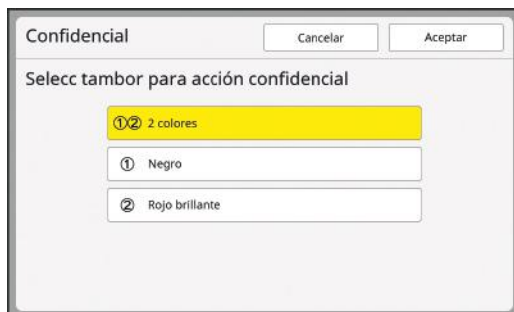 Confidencial Cancelar Aceptar
Selecc tambor para acción confidencial
①② 2 colores
① Negro
② Rojo brillante